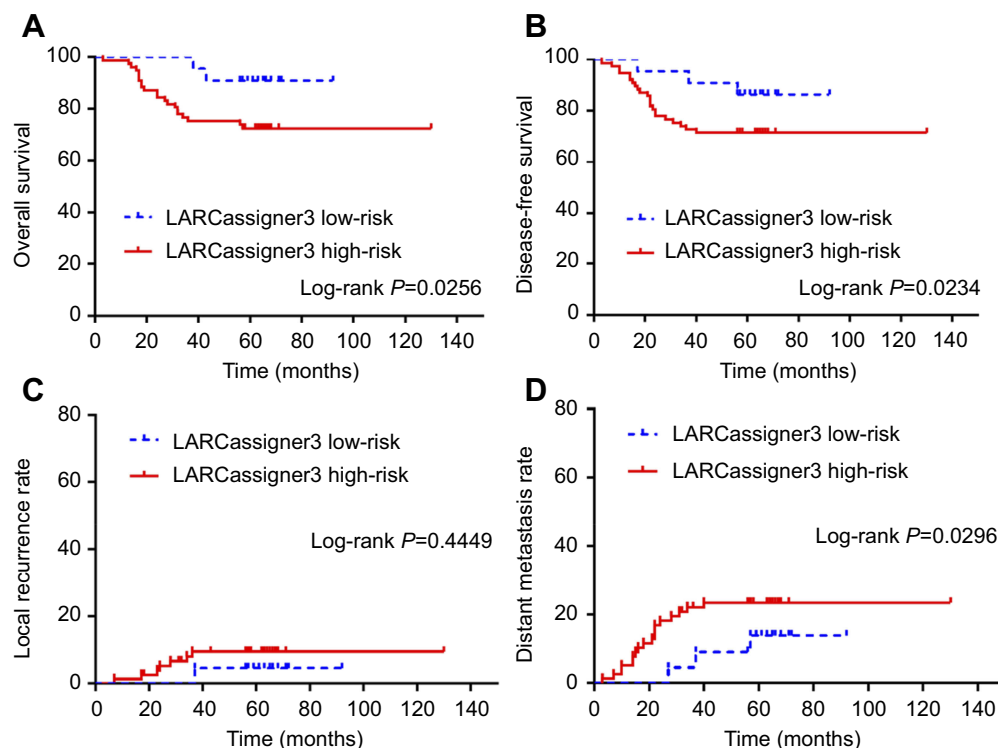 A
Overall survival
100
80
60
40
20
0
LARCassigner3 low-risk
LARCassigner3 high-risk
Log-rank P=0.0256
0 20 40 60 80 100 120 140
Time (months)
B
Disease-free survival
100
80
60
40
20
0
LARCassigner3 low-risk
LARCassigner3 high-risk
Log-rank P=0.0234
0 20 40 60 80 100 120 140
Time (months)
C
Local recurrence rate
80
60
40
20
0
LARCassigner3 low-risk
LARCassigner3 high-risk
Log-rank P=0.4449
0 20 40 60 80 100 120 140
Time (months)
D
Distant metastasis rate
80
60
40
20
0
LARCassigner3 low-risk
LARCassigner3 high-risk
Log-rank P=0.0296
0 20 40 60 80 100 120 140
Time (months)